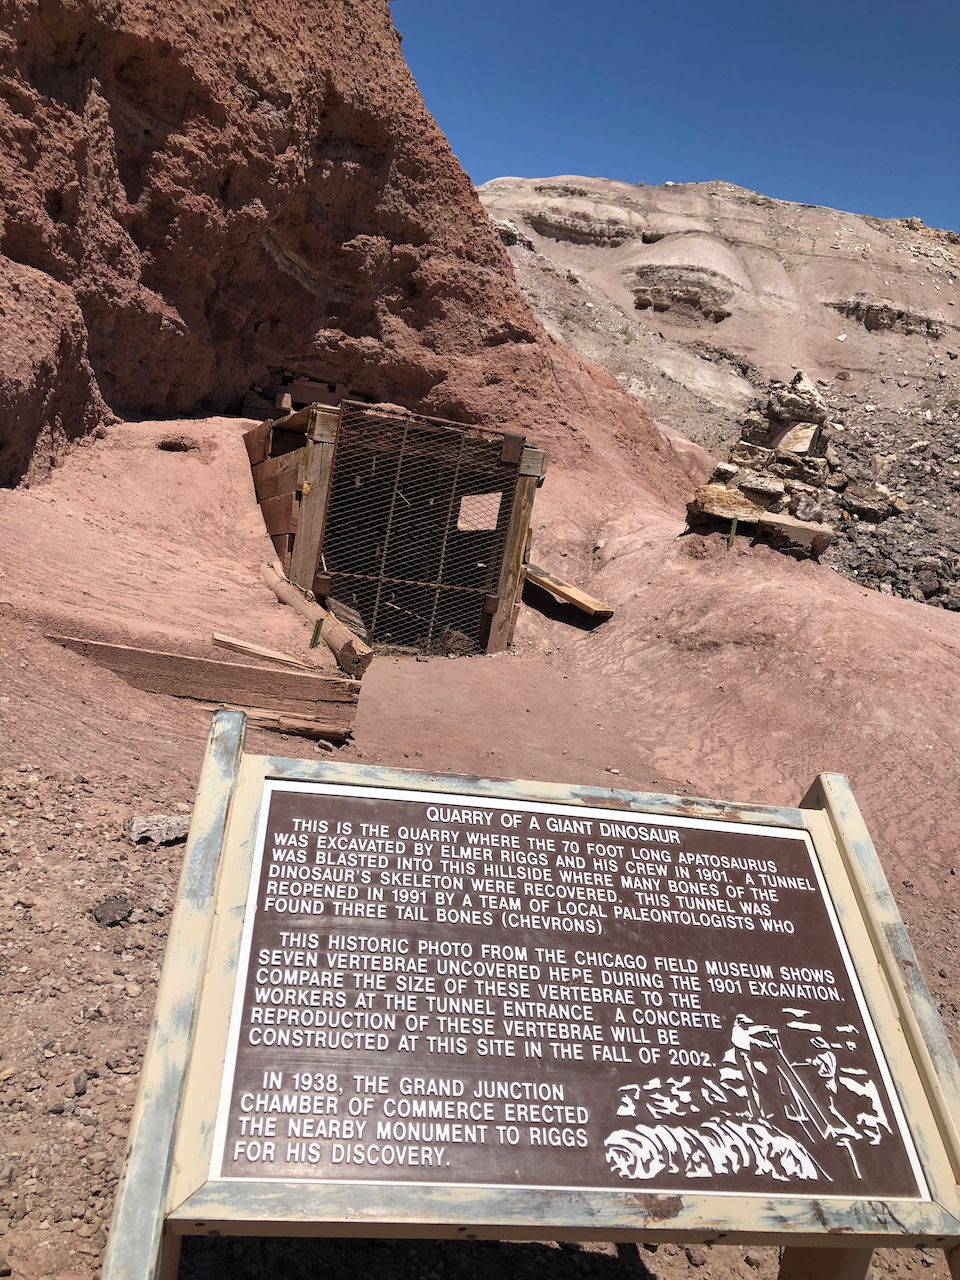 QUARRY OF A GIANT DINOSAUR
THIS IS THE QUARRY WHERE THE 70 FOOT LONG APATOSAURUS
WAS EXCAVATED BY ELMER RIGGS AND HIS CREW IN 1901. A TUNNEL
WAS BLASTED INTO THIS HILLSIDE WHERE MANY BONES OF THE
DINOSAUR'S SKELETON WERE RECOVERED. THIS TUNNEL WAS
REOPENED IN 1991 BY A TEAM OF LOCAL PALEONTOLOGISTS WHO
FOUND THREE TAIL BONES (CHEVRONS)
THIS HISTORIC PHOTO FROM THE CHICAGO FIELD MUSEUM SHOWS
SEVEN VERTEBRAE UNCOVERED HERE DURING THE 1901 EXCAVATION.
COMPARE THE SIZE OF THESE VERTEBRAE TO THE
WORKERS AT THE TUNNEL ENTRANCE. A CONCRETE
REPRODUCTION OF THESE VERTEBRAE WILL BE
CONSTRUCTED AT THIS SITE IN THE FALL OF 2002.
IN 1938, THE GRAND JUNCTION
CHAMBER OF COMMERCE ERECTED
THE NEARBY MONUMENT TO RIGGS
FOR HIS DISCOVERY.